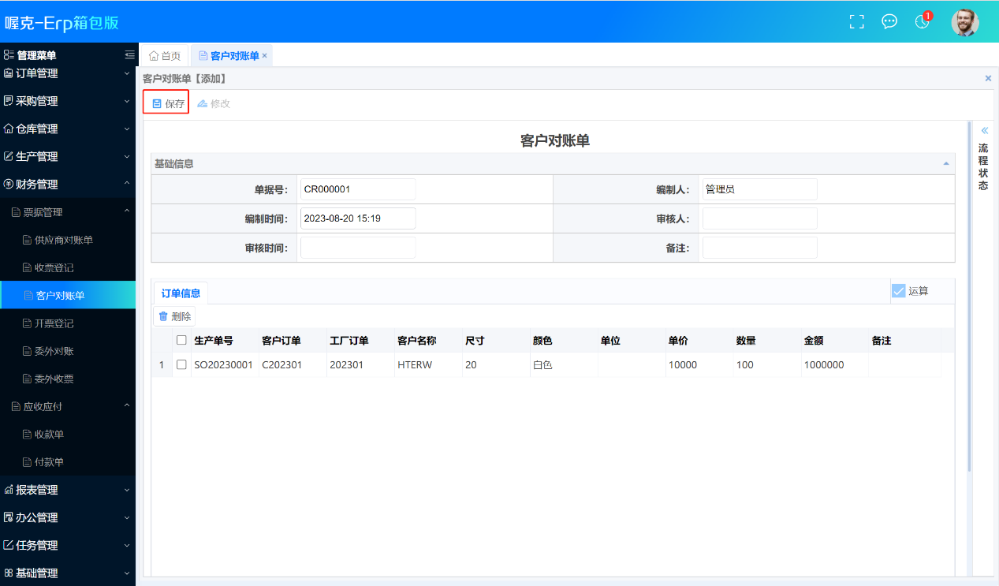 喔克-Erp箱包版
1
管理菜单
订单管理
采购管理
仓库管理
生产管理
财务管理
票据管理
供应商对账单
收票登记
客户对账单
开票登记
委外对账
委外收票
应收应付
收款单
付款单
报表管理
办公管理
任务管理
基础管理
首页 客户对账单 ×
客户对账单【添加】 ×
保存 修改
客户对账单
基础信息
单据号: CR000001 编制人: 管理员
编制时间: 2023-08-20 15:19 审核人:
审核时间: 备注:
订单信息 运算
删除
生产单号 客户订单 工厂订单 客户名称 尺寸 颜色 单位 单价 数量 金额 备注
1 SO20230001 C202301 202301 HTERW 20 白色 10000 100 1000000
«
流
程
状
态